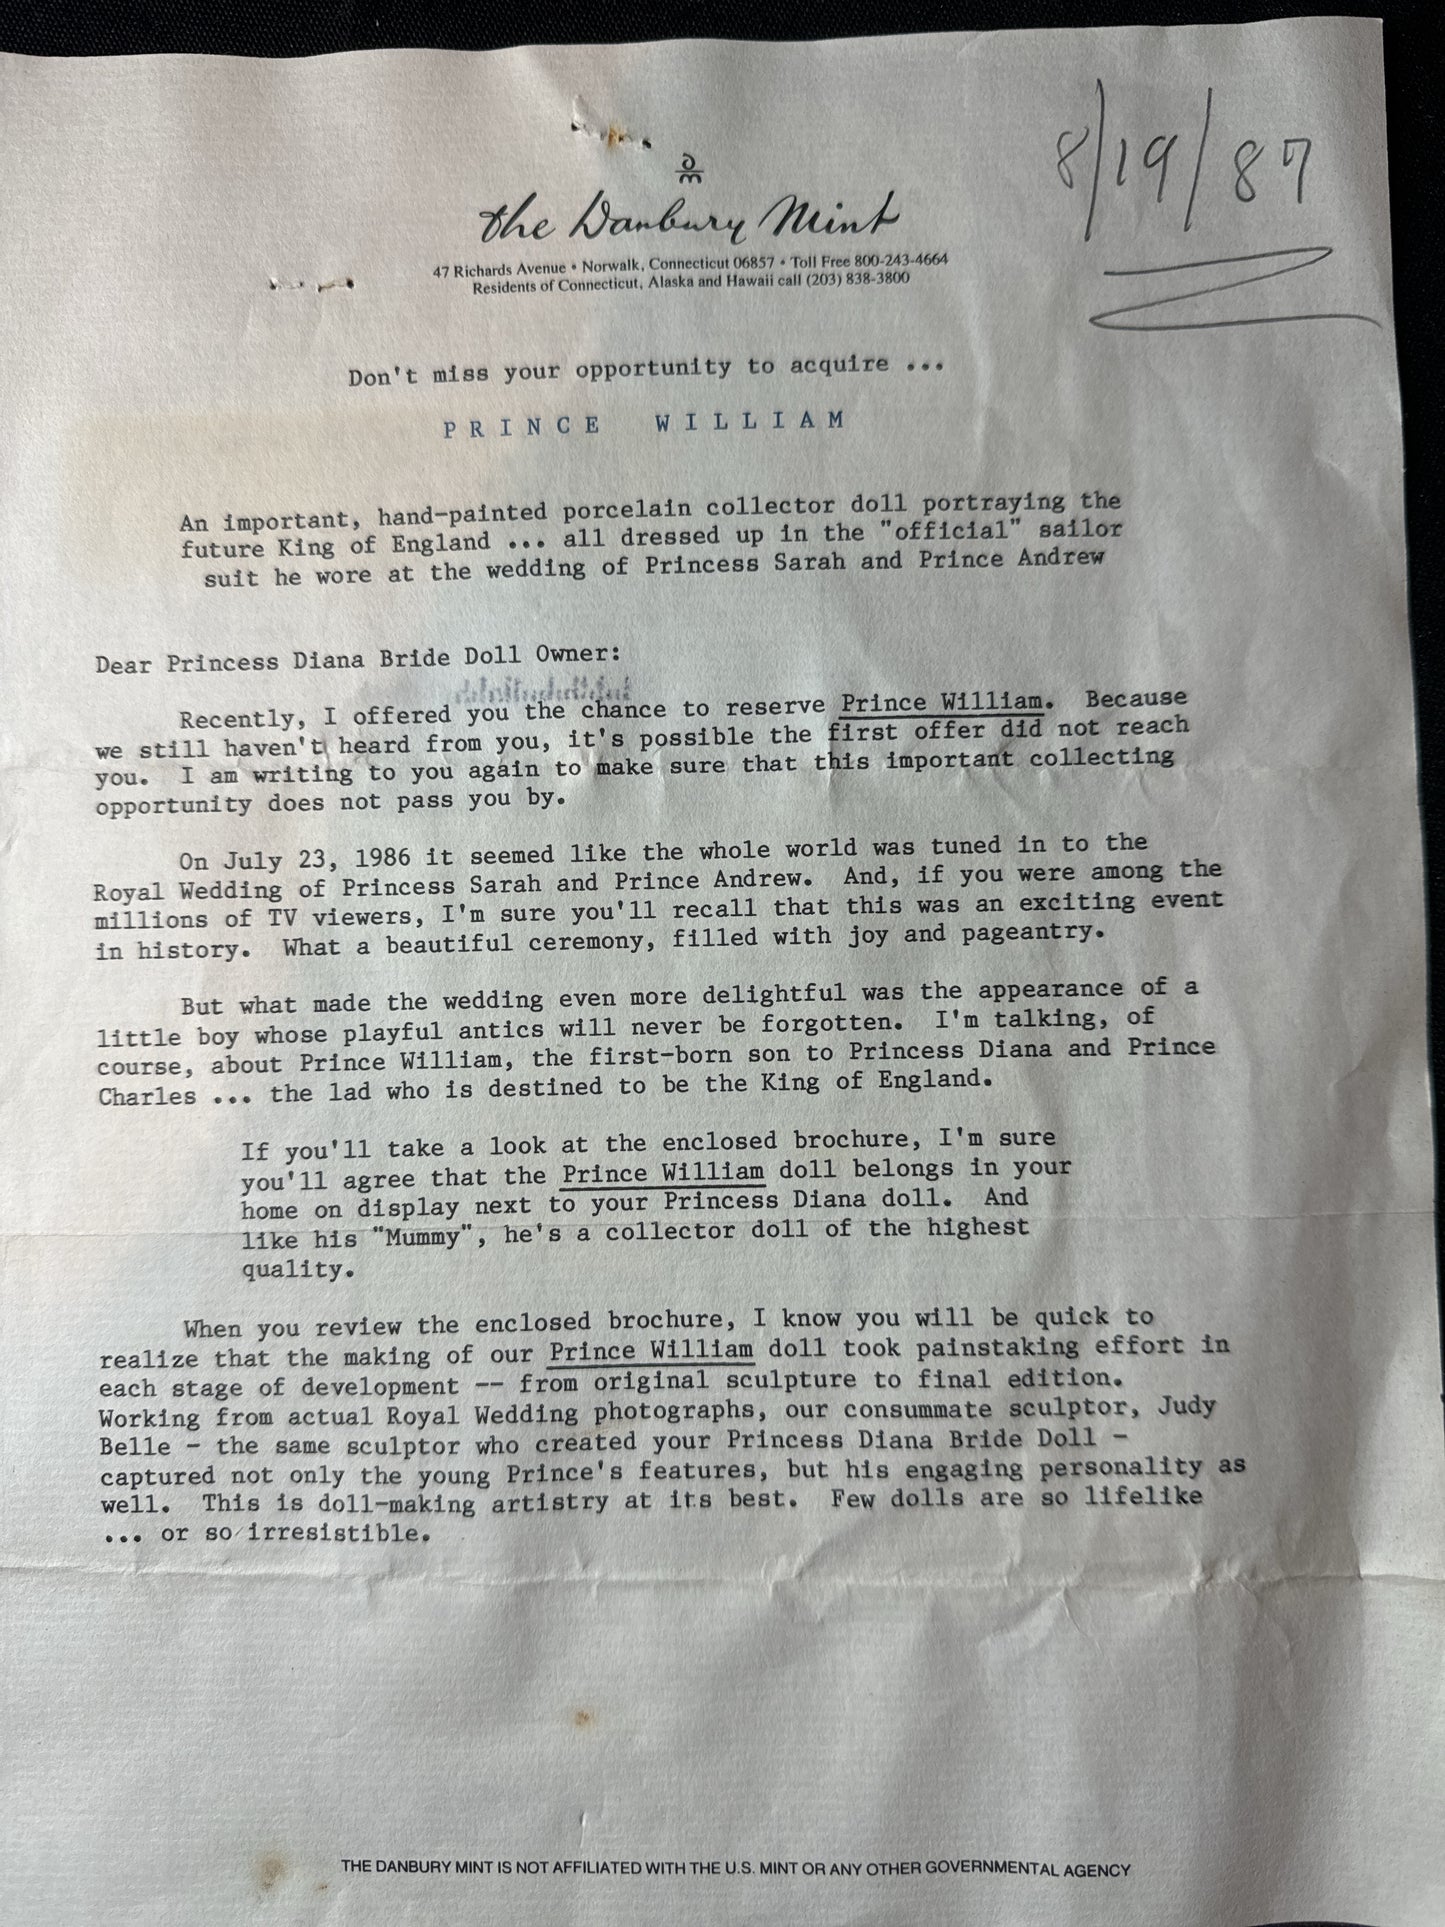 8/19/87
the Danbury Mint
47 Richards Avenue • Norwalk, Connecticut 06857 • Toll Free 800-243-4664
Residents of Connecticut, Alaska and Hawaii call (203) 838-3800
Don't miss your opportunity to acquire ...
PRINCE WILLIAM
An important, hand-painted porcelain collector doll portraying the
future King of England ... all dressed up in the "official" sailor
suit he wore at the wedding of Princess Sarah and Prince Andrew
Dear Princess Diana Bride Doll Owner:
Recently, I offered you the chance to reserve Prince William. Because
we still haven't heard from you, it's possible the first offer did not reach
you. I am writing to you again to make sure that this important collecting
opportunity does not pass you by.
On July 23, 1986 it seemed like the whole world was tuned in to the
Royal Wedding of Princess Sarah and Prince Andrew. And, if you were among the
millions of TV viewers, I'm sure you'll recall that this was an exciting event
in history. What a beautiful ceremony, filled with joy and pageantry.
But what made the wedding even more delightful was the appearance of a
little boy whose playful antics will never be forgotten. I'm talking, of
course, about Prince William, the first-born son to Princess Diana and Prince
Charles ... the lad who is destined to be the King of England.
If you'll take a look at the enclosed brochure, I'm sure
you'll agree that the Prince William doll belongs in your
home on display next to your Princess Diana doll. And
like his "Mummy", he's a collector doll of the highest
quality.
When you review the enclosed brochure, I know you will be quick to
realize that the making of our Prince William doll took painstaking effort in
each stage of development -- from original sculpture to final edition.
Working from actual Royal Wedding photographs, our consummate sculptor, Judy
Belle - the same sculptor who created your Princess Diana Bride Doll -
captured not only the young Prince's features, but his engaging personality as
well. This is doll-making artistry at its best. Few dolls are so lifelike
... or so irresistible.
THE DANBURY MINT IS NOT AFFILIATED WITH THE U.S. MINT OR ANY OTHER GOVERNMENTAL AGENCY